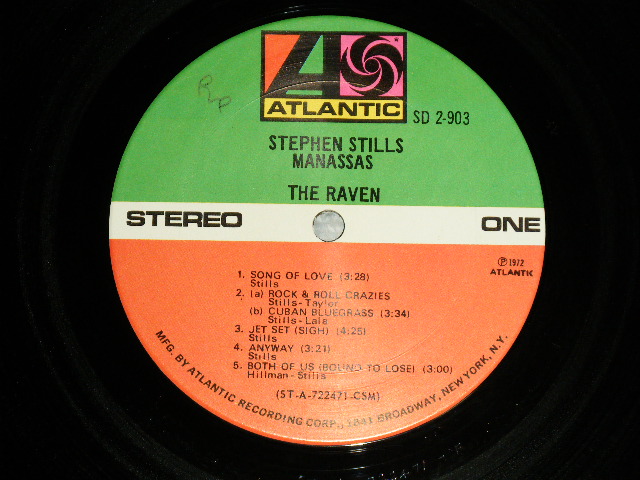 ATLANTIC
SD 2-903
STEPHEN STILLS
MANASSAS
THE RAVEN
STEREO
ONE
℗ 1972
ATLANTIC
1. SONG OF LOVE (3:28)
Stills
2. (a) ROCK & ROLL CRAZIES
Stills-Taylor
(b) CUBAN BLUEGRASS (3:34)
Stills-Lala
3. JET SET (SIGH) (4:25)
Stills
4. ANYWAY (3:21)
Stills
5. BOTH OF US (BOUND TO LOSE) (3:00)
Hillman-Stills
(ST-A-722471-CSM)
MFG. BY ATLANTIC RECORDING CORP., 1841 BROADWAY, NEW YORK, N.Y.